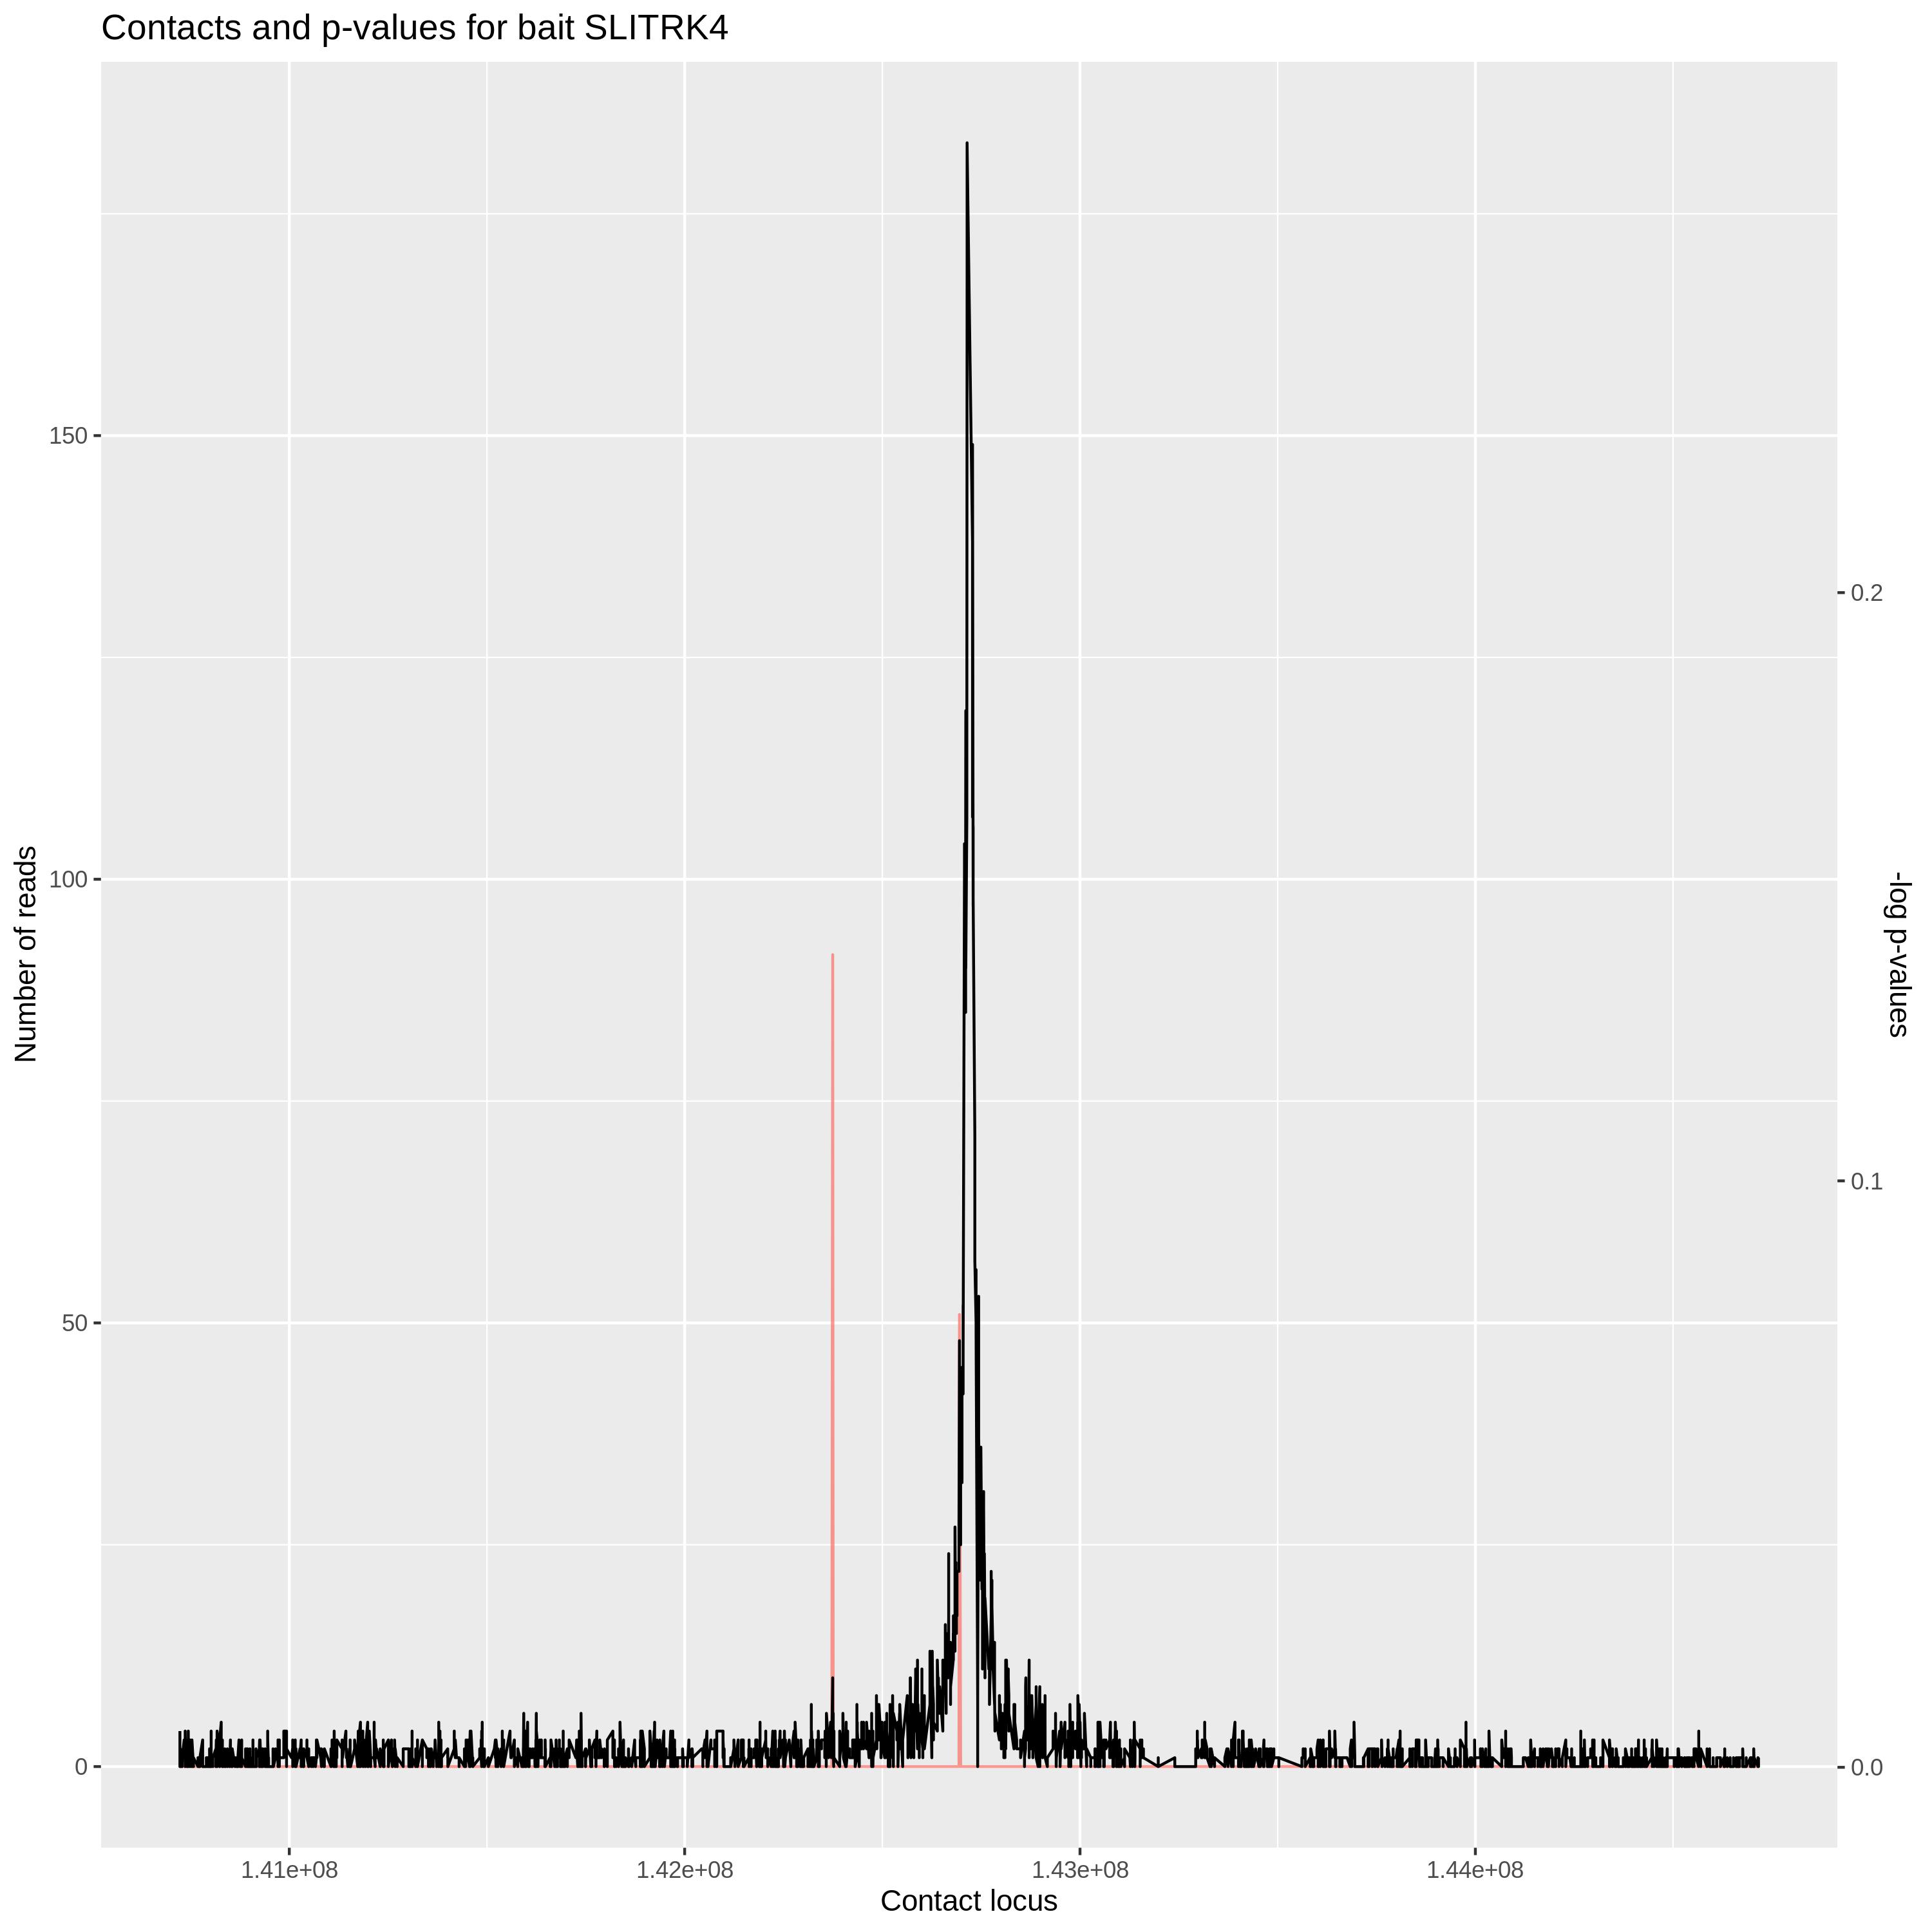 Contacts and p-values for bait SLITRK4
150
100
50
0
Number of reads
0.2
0.1
0.0
-log p-values
1.41e+08
1.42e+08
1.43e+08
1.44e+08
Contact locus